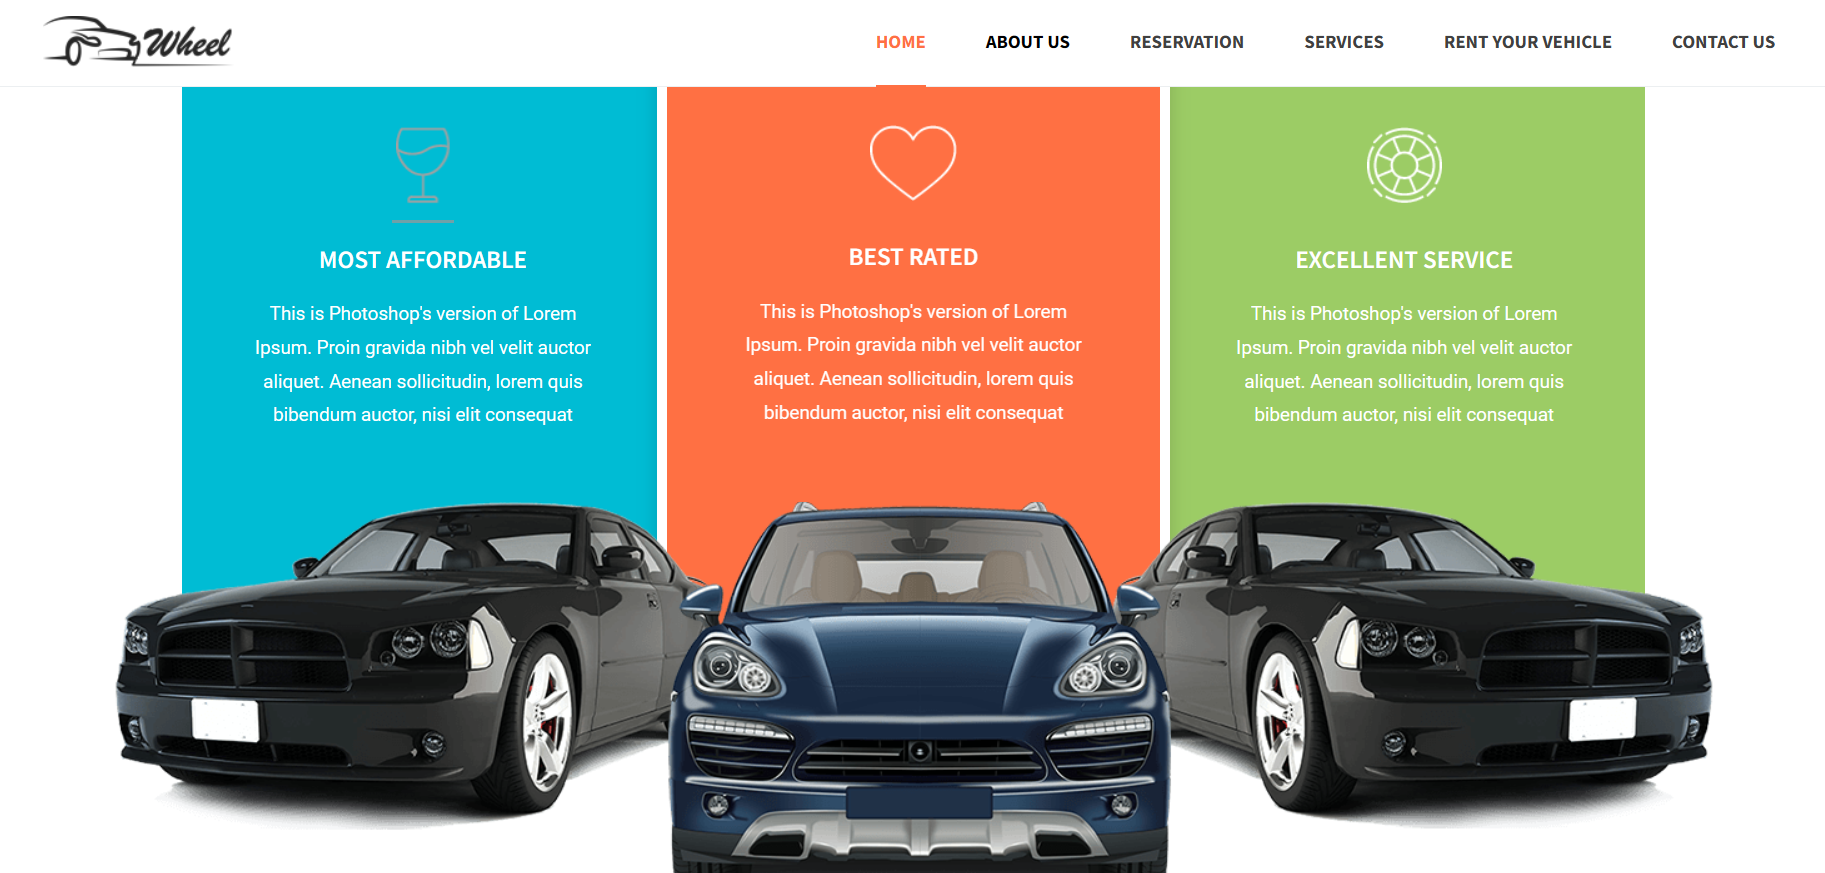 Wheel
HOME ABOUT US RESERVATION SERVICES RENT YOUR VEHICLE CONTACT US
MOST AFFORDABLE
This is Photoshop's version of Lorem
Ipsum. Proin gravida nibh vel velit auctor
aliquet. Aenean sollicitudin, lorem quis
bibendum auctor, nisi elit consequat
BEST RATED
This is Photoshop's version of Lorem
Ipsum. Proin gravida nibh vel velit auctor
aliquet. Aenean sollicitudin, lorem quis
bibendum auctor, nisi elit consequat
EXCELLENT SERVICE
This is Photoshop's version of Lorem
Ipsum. Proin gravida nibh vel velit auctor
aliquet. Aenean sollicitudin, lorem quis
bibendum auctor, nisi elit consequat